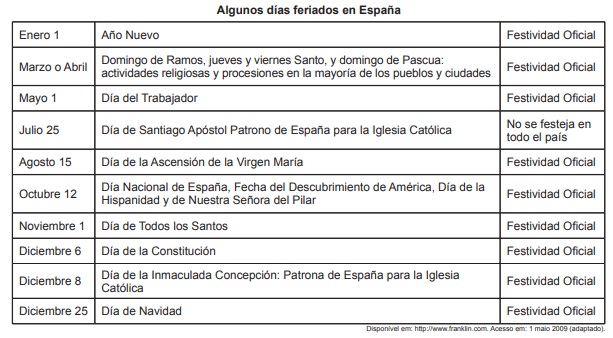 Algunos días feriados en España
Enero 1 Año Nuevo Festividad Oficial
Marzo o Abril Domingo de Ramos, jueves y viernes Santo, y domingo de Pascua:
actividades religiosas y procesiones en la mayoría de los pueblos y ciudades Festividad Oficial
Mayo 1 Día del Trabajador Festividad Oficial
Julio 25 Día de Santiago Apóstol Patrono de España para la Iglesia Católica No se festeja en
todo el país
Agosto 15 Día de la Ascensión de la Virgen María Festividad Oficial
Octubre 12 Día Nacional de España, Fecha del Descubrimiento de América, Día de la
Hispanidad y de Nuestra Señora del Pilar Festividad Oficial
Noviembre 1 Día de Todos los Santos Festividad Oficial
Diciembre 6 Día de la Constitución Festividad Oficial
Diciembre 8 Día de la Inmaculada Concepción: Patrona de España para la Iglesia
Católica Festividad Oficial
Diciembre 25 Día de Navidad Festividad Oficial
Disponível em: http://www.franklin.com. Acesso em: 1 maio 2009 (adaptado).